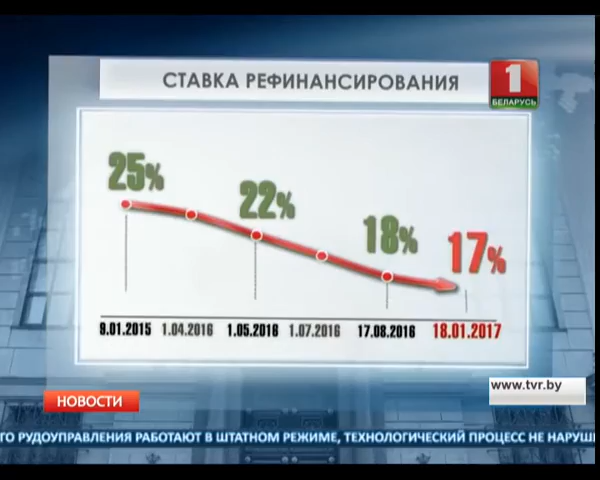 СТАВКА РЕФИНАНСИРОВАНИЯ
1
БЕЛАРУСЬ
25%
22%
18%
17%
8.01.2015 1.04.2016 1.05.2016 1.07.2016 17.08.2016 18.01.2017
www.tvr.by
НОВОСТИ
ГО РУДОУПРАВЛЕНИЯ РАБОТАЮТ В ШТАТНОМ РЕЖИМЕ, ТЕХНОЛОГИЧЕСКИЙ ПРОЦЕСС НЕ НАРУШ